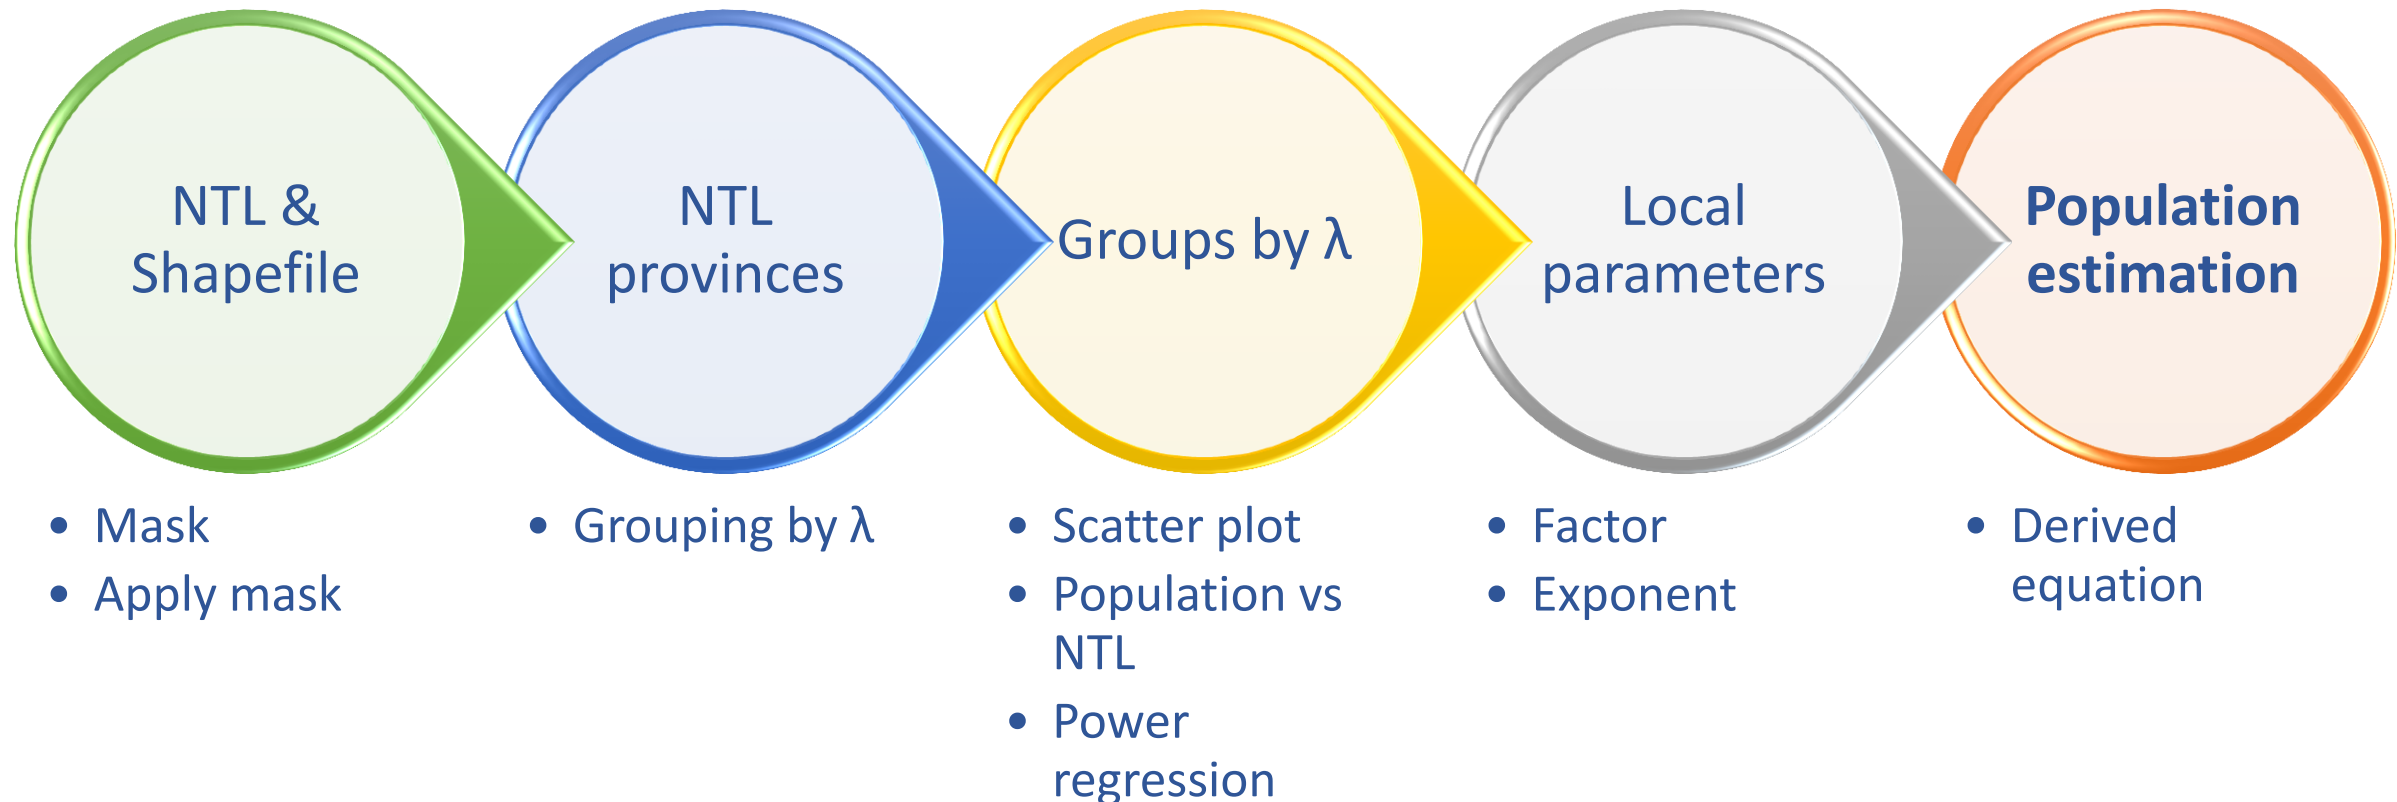 NTL &
Shapefile
NTL
provinces
Groups by λ
Local
parameters
Population
estimation
• Mask
• Apply mask
• Grouping by λ
• Scatter plot
• Population vs
NTL
• Power
regression
• Factor
• Exponent
• Derived
equation